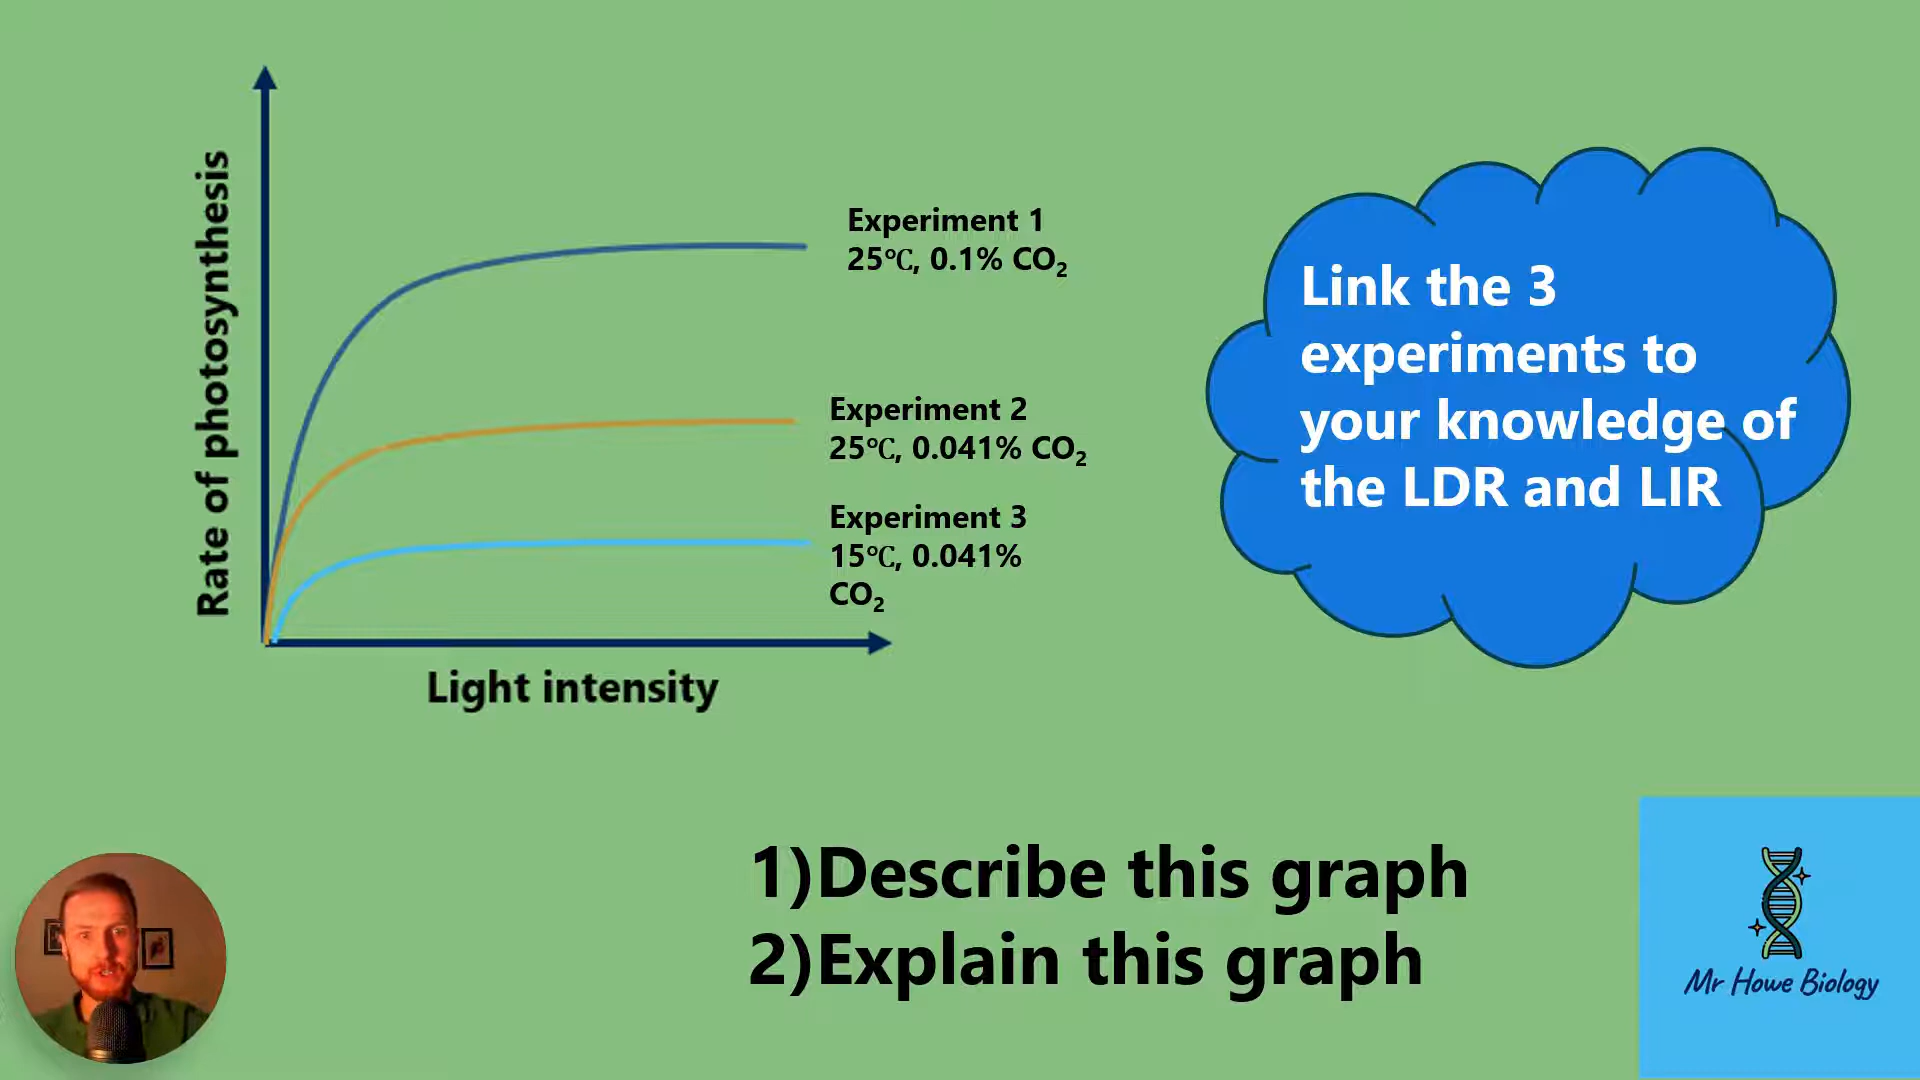 Rate of photosynthesis
Experiment 1
25℃, 0.1% CO₂
Experiment 2
25℃, 0.041% CO₂
Experiment 3
15℃, 0.041%
CO₂
Light intensity
Link the 3
experiments to
your knowledge of
the LDR and LIR
1)Describe this graph
2)Explain this graph
Mr Howe Biology